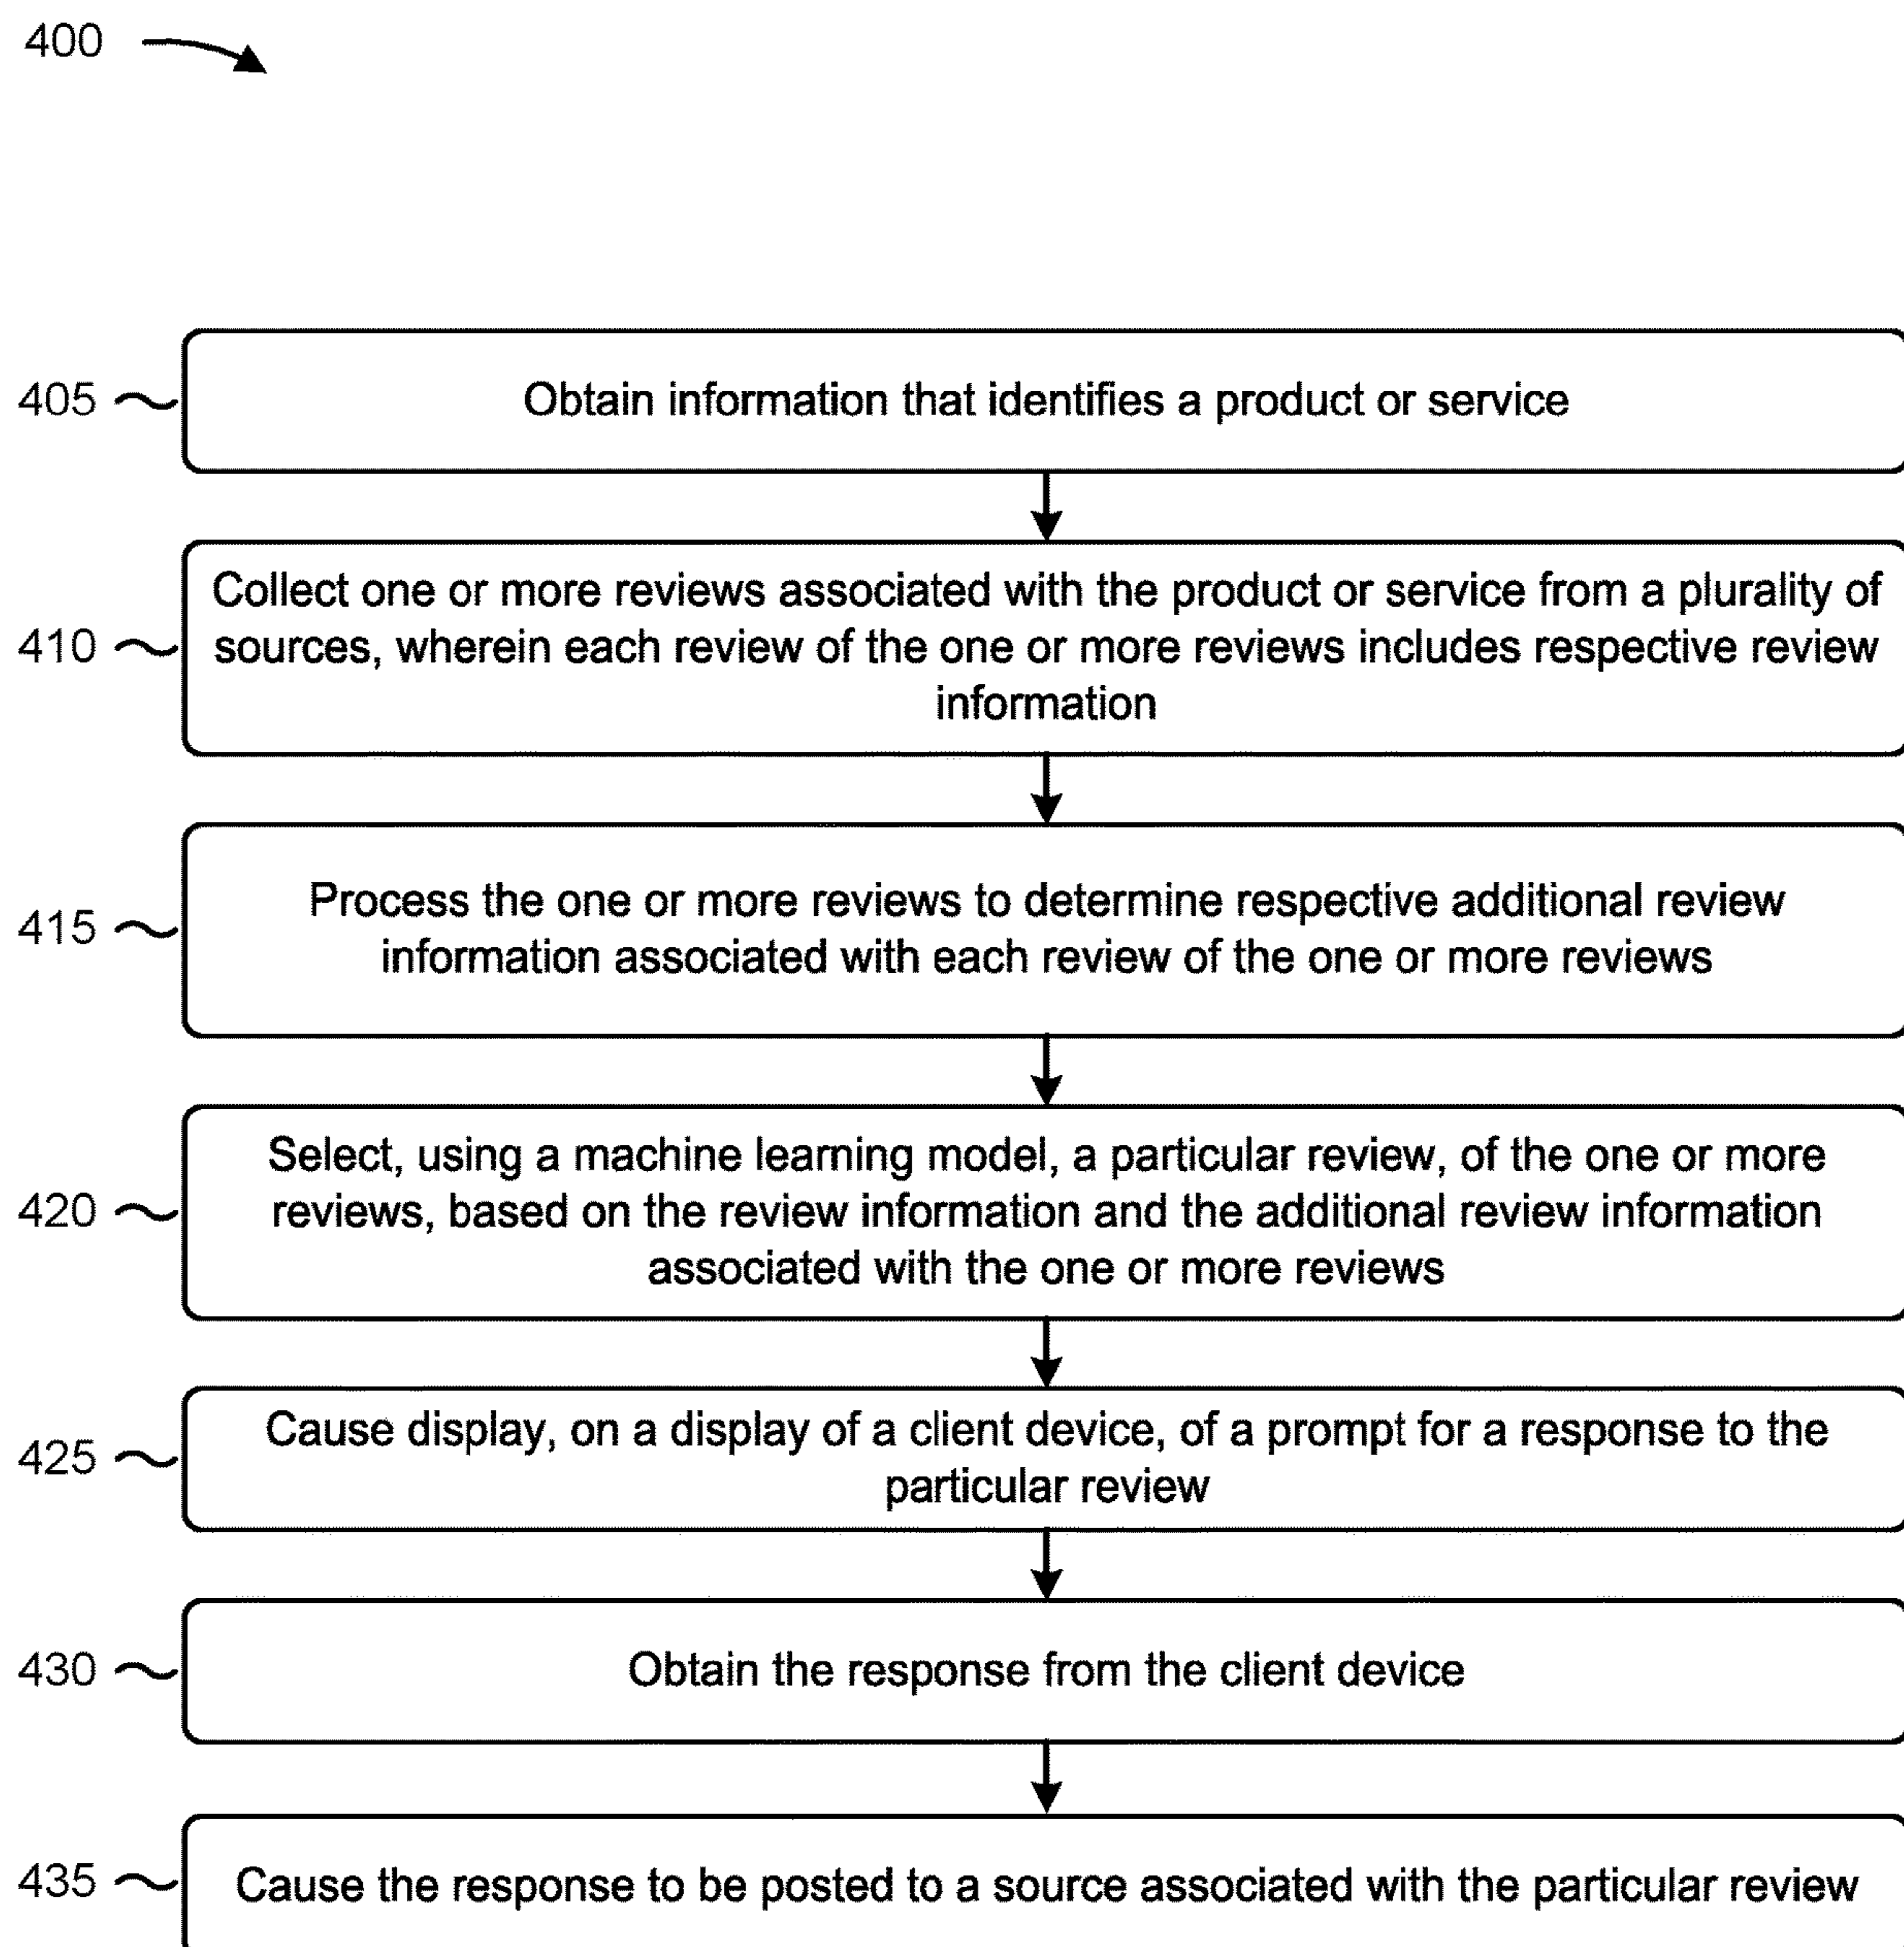 400
405
Obtain information that identifies a product or service
Collect one or more reviews associated with the product or service from a plurality of
410
sources, wherein each review of the one or more reviews includes respective review
information
Process the one or more reviews to determine respective additional review
415
information associated with each review of the one or more reviews
Select, using a machine learning model, a particular review, of the one or more
420
reviews, based on the review information and the additional review information
associated with the one or more reviews
Cause display, on a display of a client device, of a prompt for a response to the
425
particular review
430
Obtain the response from the client device
435
Cause the response to be posted to a source associated with the particular review